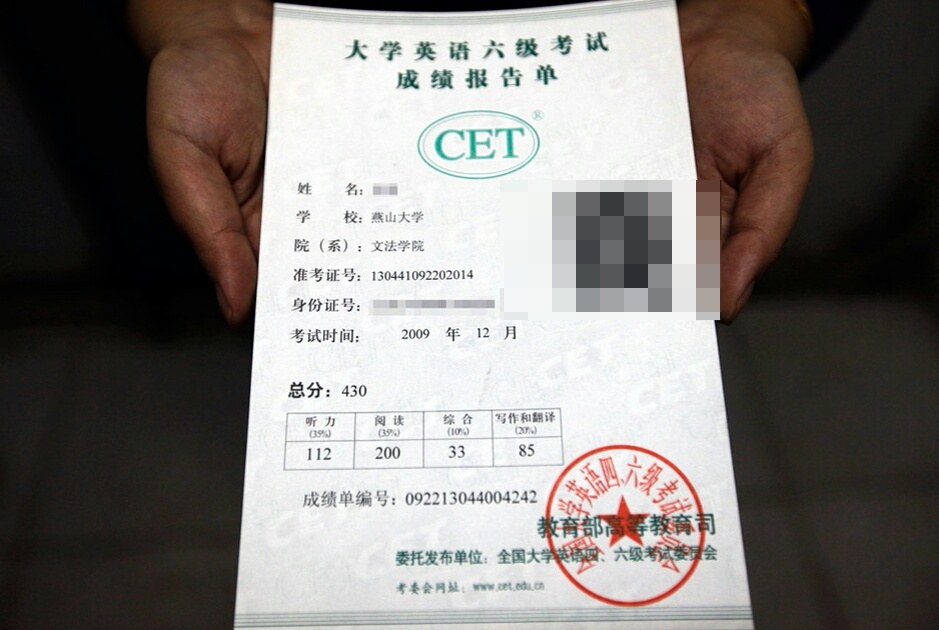 大学英语六级考试
成绩报告单
CET®
姓 名:
学 校: 燕山大学
院（系）: 文法学院
准考证号: 130441092202014
身份证号:
考试时间: 2009 年 12 月
总分: 430
听力 阅读 综合 写作和翻译
(35%) (35%) (10%) (20%)
112 200 33 85
成绩单编号: 092213044004242
教育部高等教育司
委托发布单位: 全国大学英语四、六级考试委员会
考委会网址: www.cet.edu.cn